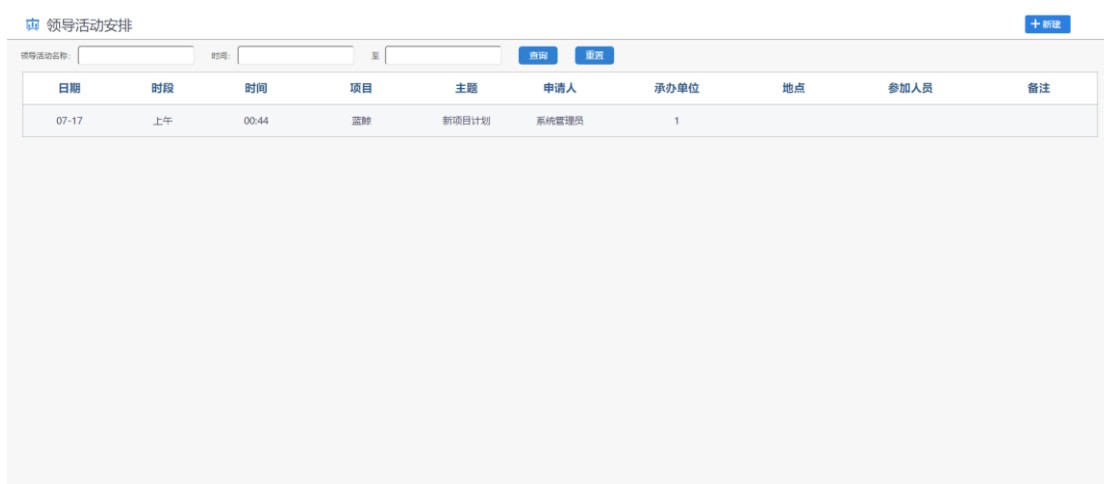 领导活动安排 新建
领导活动名称: 时间: 至 查询 重置
日期 时段 时间 项目 主题 申请人 承办单位 地点 参加人员 备注
07-17 上午 00:44 蓝鲸 新项目计划 系统管理员 1